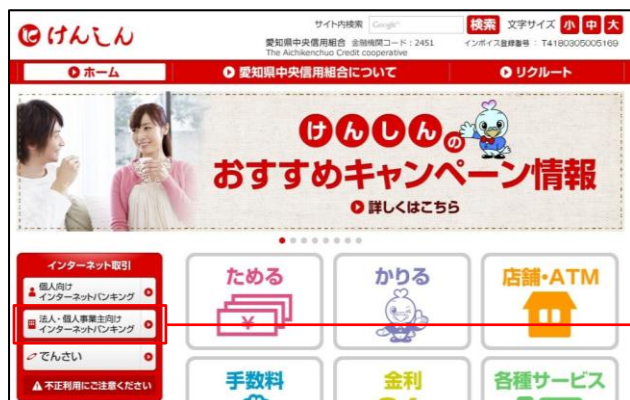 けんしん
サイト内検索 Google 検索 文字サイズ 小 中 大
愛知県中央信用組合 金融機関コード：2451 インボイス登録番号 ： T4180305005169
The Aichikenchuo Credit cooperative
ホーム 愛知県中央信用組合について リクルート
けんしんの
おすすめキャンペーン情報
詳しくはこちら
インターネット取引
個人向け
インターネットバンキング
法人・個人事業主向け
インターネットバンキング
でんさい
不正利用にご注意ください
ためる かりる 店舗・ATM
¥
手数料 金利 各種サービス